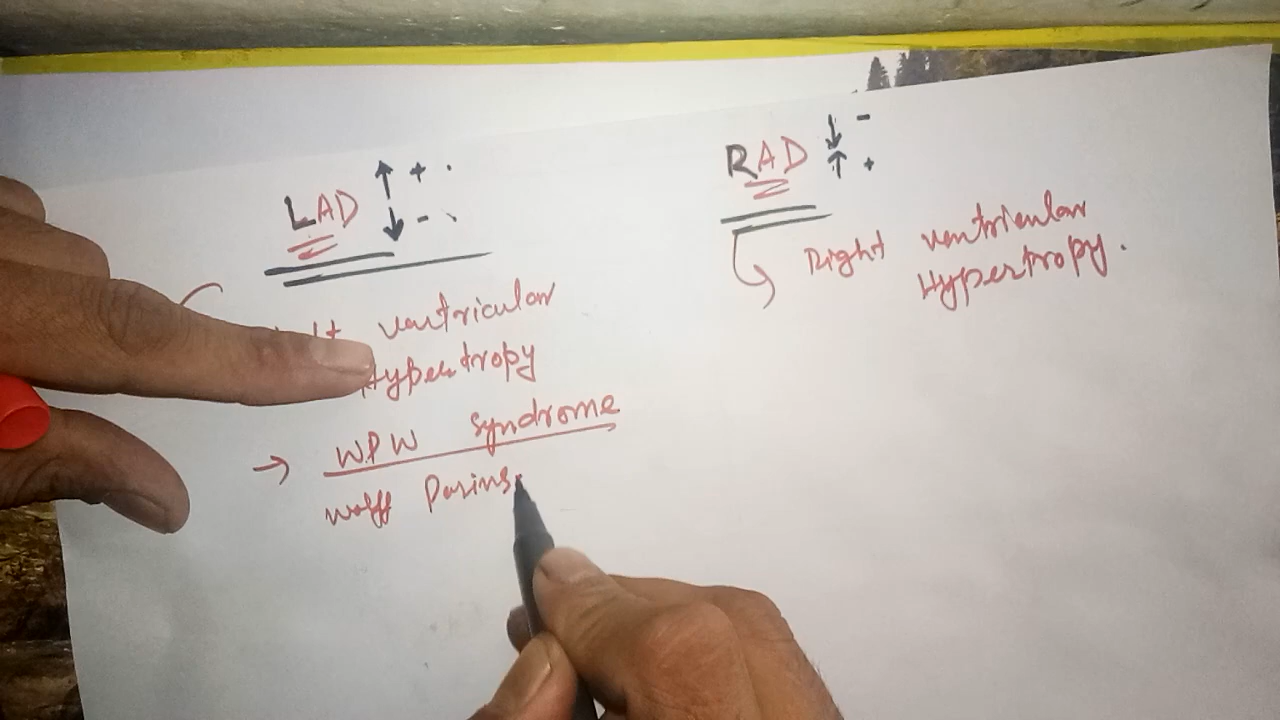 LAD ↑ + .
↓ -
ventricular
Hypertropy
→ WPW Syndrome
Wolff Parins
RAD ↓ -
↑ +
Right ventricular
Hypertropy.